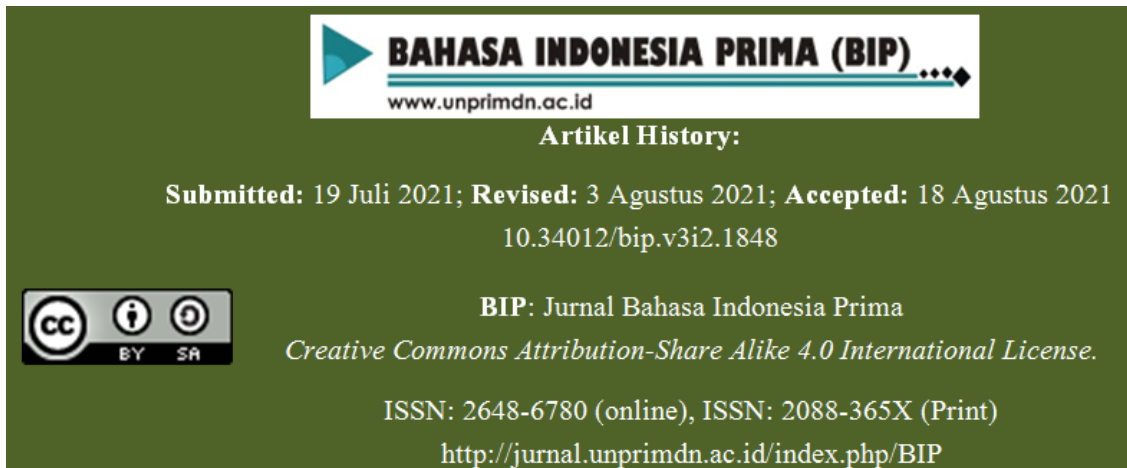 BAHASA INDONESIA PRIMA (BIP)
www.unprimdn.ac.id
Artikel History:
Submitted: 19 Juli 2021; Revised: 3 Agustus 2021; Accepted: 18 Agustus 2021
10.34012/bip.v3i2.1848
cc BY SA
BIP: Jurnal Bahasa Indonesia Prima
Creative Commons Attribution-Share Alike 4.0 International License.
ISSN: 2648-6780 (online), ISSN: 2088-365X (Print)
http://jurnal.unprimdn.ac.id/index.php/BIP